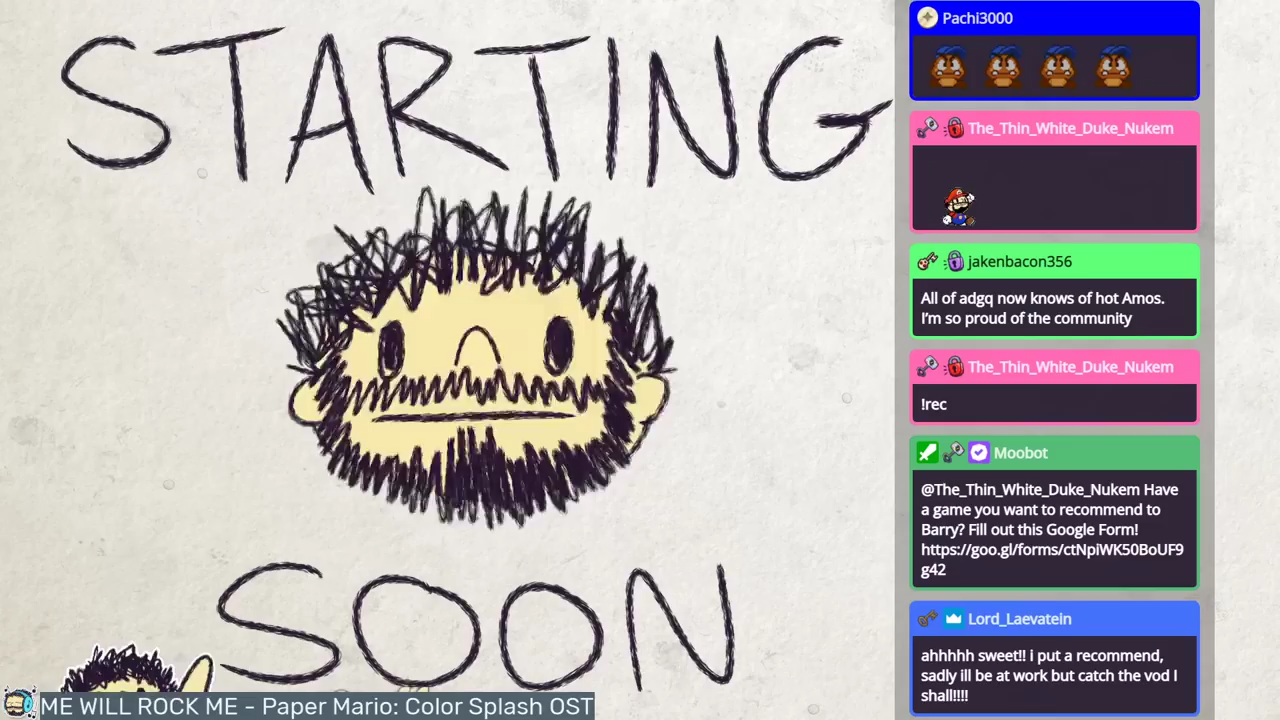 STARTING
SOON
ME WILL ROCK ME - Paper Mario: Color Splash OST
Pachi3000
The_Thin_White_Duke_Nukem
jakenbacon356
All of adgq now knows of hot Amos.
I'm so proud of the community
The_Thin_White_Duke_Nukem
!rec
Moobot
@The_Thin_White_Duke_Nukem Have
a game you want to recommend to
Barry? Fill out this Google Form!
https://goo.gl/forms/ctNpiWK50BoUF9
g42
Lord_Laevatein
ahhhhh sweet!! i put a recommend,
sadly ill be at work but catch the vod I
shall!!!!